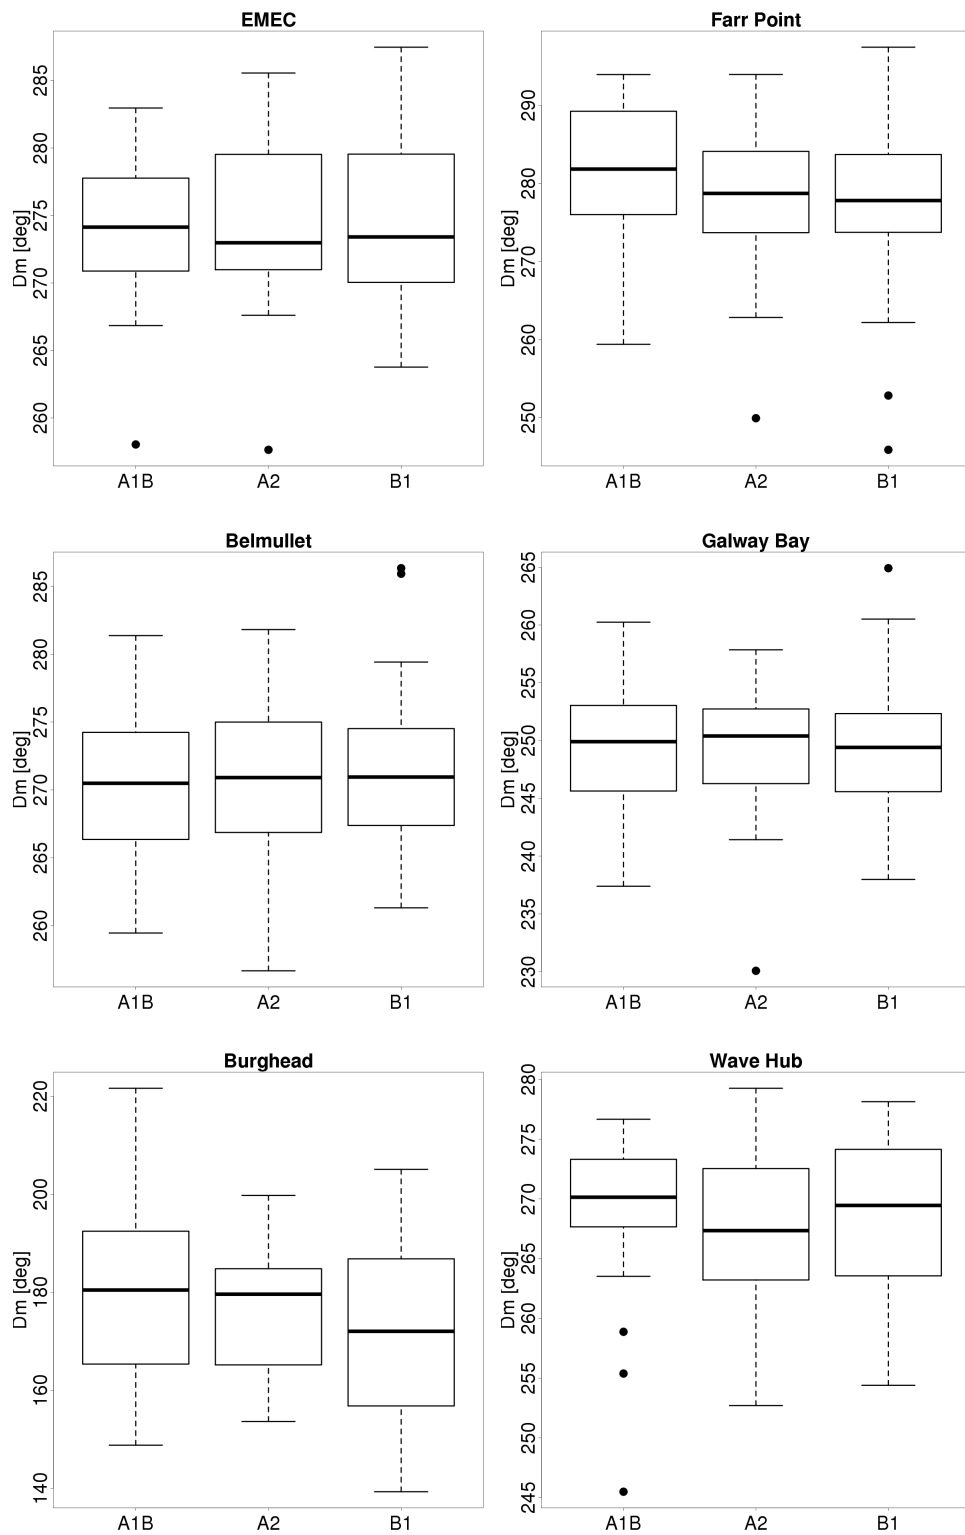 EMEC
Dm [deg]
285
280
275
270
265
260
A1B A2 B1
Farr Point
Dm [deg]
290
280
270
260
250
A1B A2 B1
Belmullet
Dm [deg]
285
280
275
270
265
260
A1B A2 B1
Galway Bay
Dm [deg]
265
260
255
250
245
240
235
230
A1B A2 B1
Burghead
Dm [deg]
220
200
180
160
140
A1B A2 B1
Wave Hub
Dm [deg]
280
275
270
265
260
255
250
245
A1B A2 B1